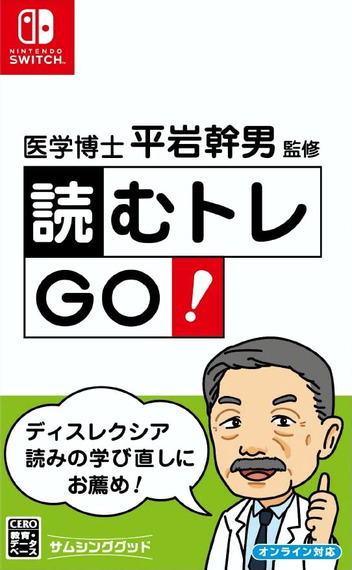 NINTENDO
SWITCH™
医学博士 平岩幹男 監修
読むトレ
GO!
ディスレクシア
読みの学び直しに
お薦め!
CERO
教育・
データ
ベース
サムシンググッド
オンライン対応